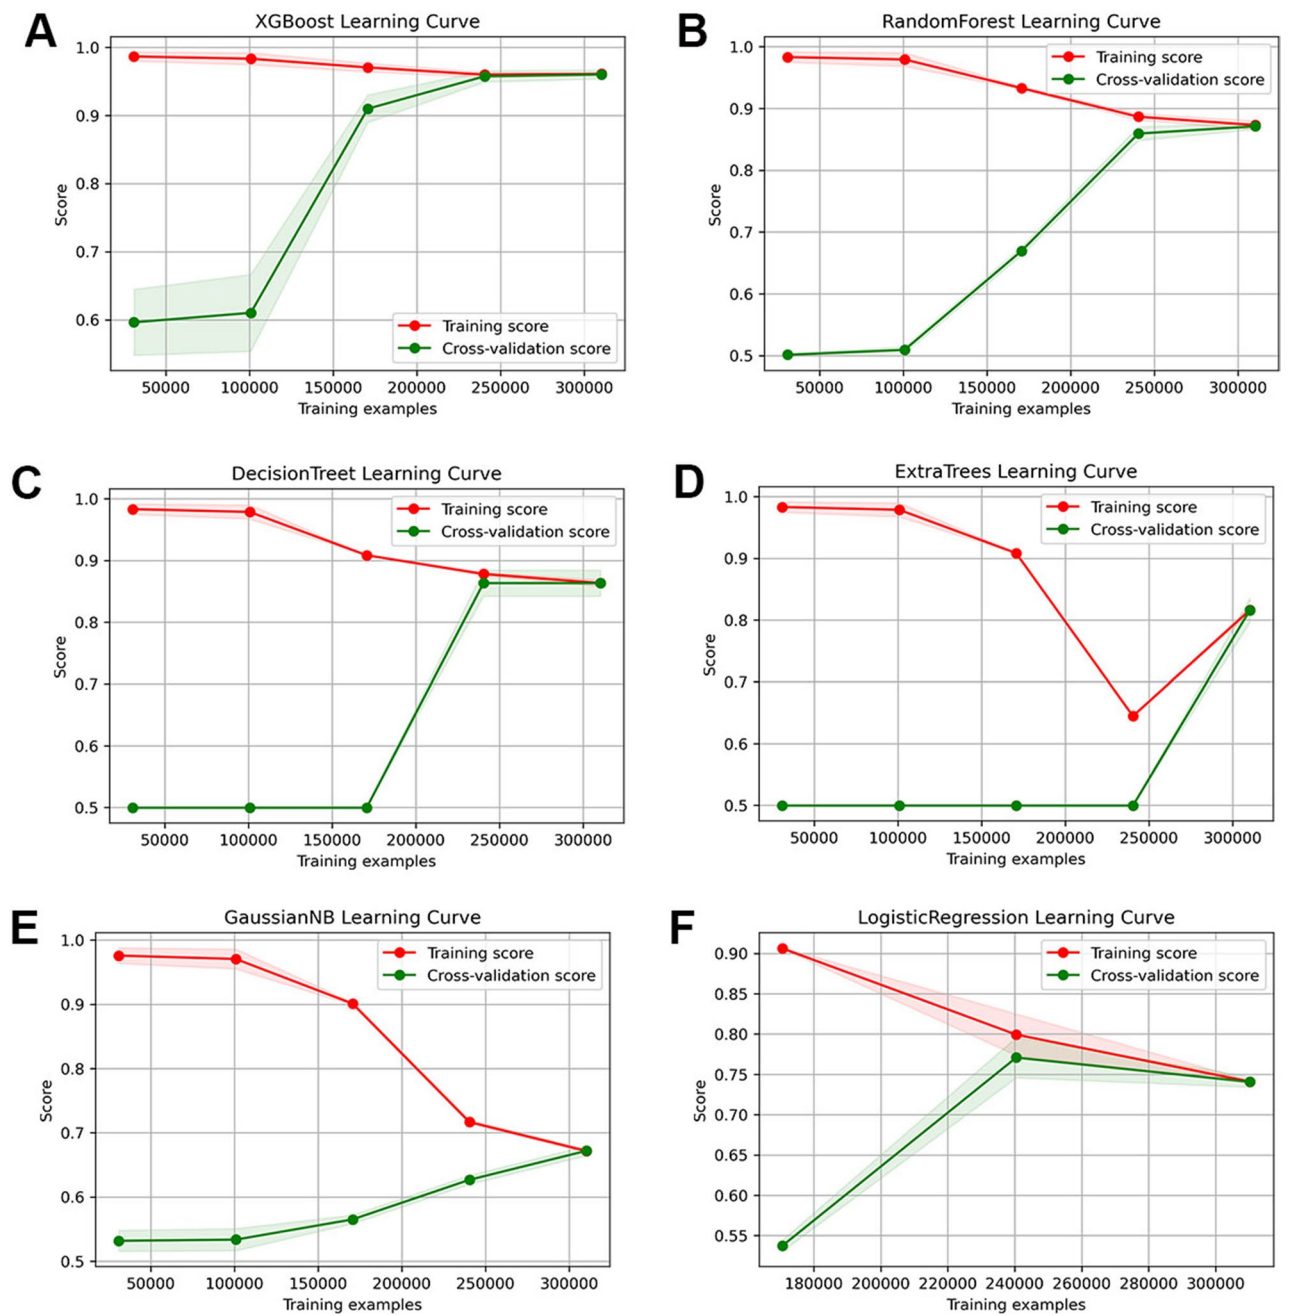 A
XGBoost Learning Curve
1.0
0.9
0.8
0.7
0.6
Score
Training score
Cross-validation score
50000 100000 150000 200000 250000 300000
Training examples
B
RandomForest Learning Curve
1.0
0.9
0.8
0.7
0.6
0.5
Score
Training score
Cross-validation score
50000 100000 150000 200000 250000 300000
Training examples
C
DecisionTreet Learning Curve
1.0
0.9
0.8
0.7
0.6
0.5
Score
Training score
Cross-validation score
50000 100000 150000 200000 250000 300000
Training examples
D
ExtraTrees Learning Curve
1.0
0.9
0.8
0.7
0.6
0.5
Score
Training score
Cross-validation score
50000 100000 150000 200000 250000 300000
Training examples
E
GaussianNB Learning Curve
1.0
0.9
0.8
0.7
0.6
0.5
Score
Training score
Cross-validation score
50000 100000 150000 200000 250000 300000
Training examples
F
LogisticRegression Learning Curve
0.90
0.85
0.80
0.75
0.70
0.65
0.60
0.55
Score
Training score
Cross-validation score
180000 200000 220000 240000 260000 280000 300000
Training examples